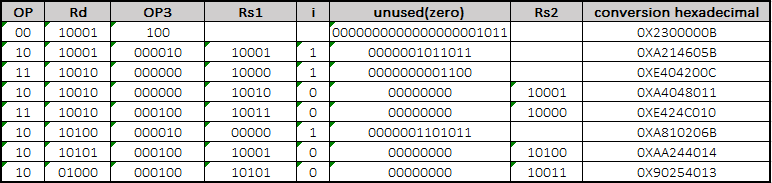 OP Rd OP3 Rs1 i unused(zero) Rs2 conversion hexadecimal
00 10001 100 0000000000000000001011 0X2300000B
10 10001 000010 10001 1 0000001011011 0XA214605B
11 10010 000000 10000 1 0000000001100 0XE404200C
10 10010 000000 10010 0 00000000 10001 0XA4048011
11 10010 000100 10011 0 00000000 10000 0XE424C010
10 10100 000010 00000 1 0000001101011 0XA810206B
10 10101 000100 10001 0 00000000 10100 0XAA244014
10 01000 000100 10101 0 00000000 10011 0X90254013